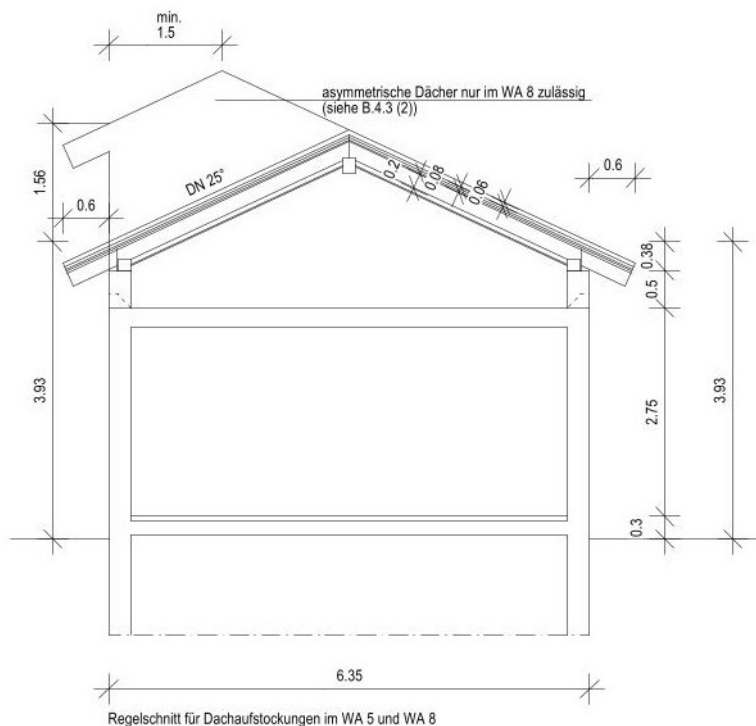 min.
1.5
asymmetrische Dächer nur im WA 8 zulässig
(siehe B.4.3 (2))
DN 25°
0.2
0.08
0.06
0.6
1.56
0.6
0.38
0.5
3.93
2.75
3.93
0.3
6.35
Regelschnitt für Dachaufstockungen im WA 5 und WA 8